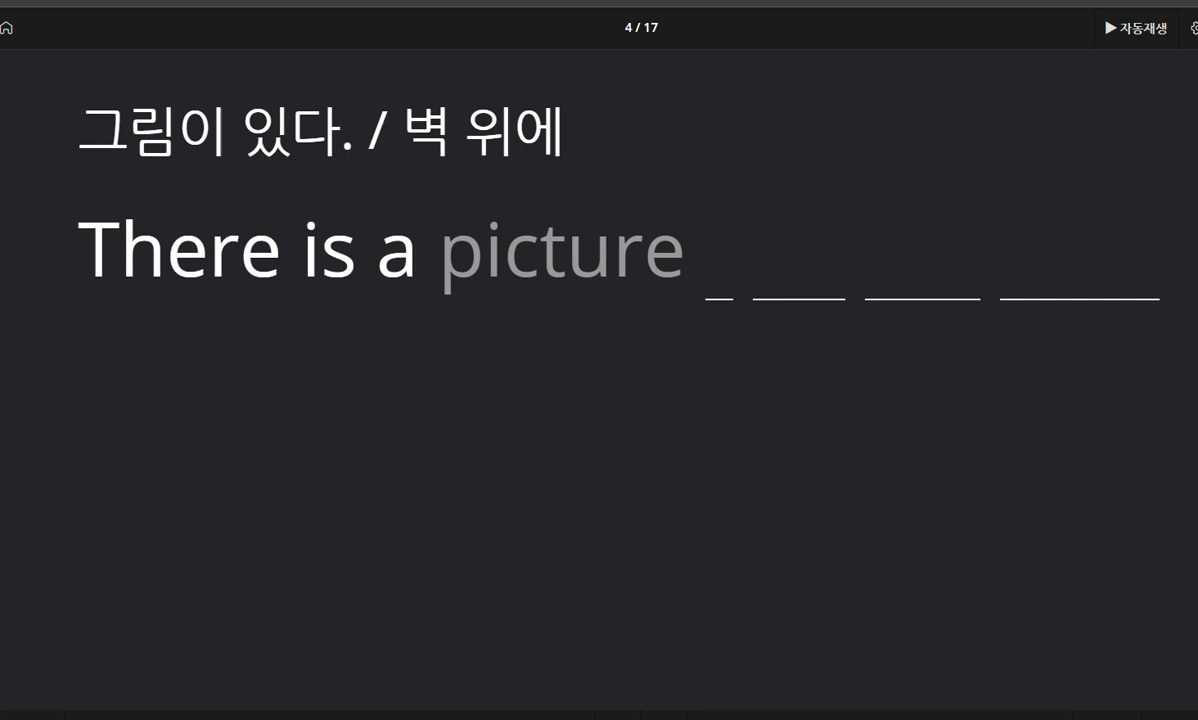 4 / 17
▶ 자동재생
그림이 있다. / 벽 위에
There is a picture